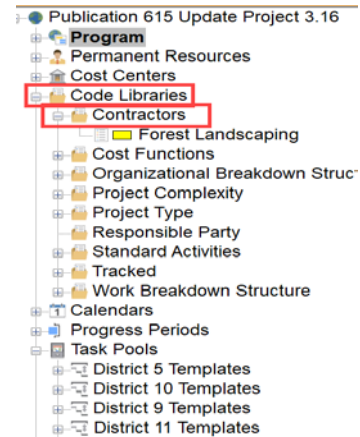 Publication 615 Update Project 3.16
Program
Permanent Resources
Cost Centers
Code Libraries
Contractors
Forest Landscaping
Cost Functions
Organizational Breakdown Struc
Project Complexity
Project Type
Responsible Party
Standard Activities
Tracked
Work Breakdown Structure
Calendars
Progress Periods
Task Pools
District 5 Templates
District 10 Templates
District 9 Templates
District 11 Templates